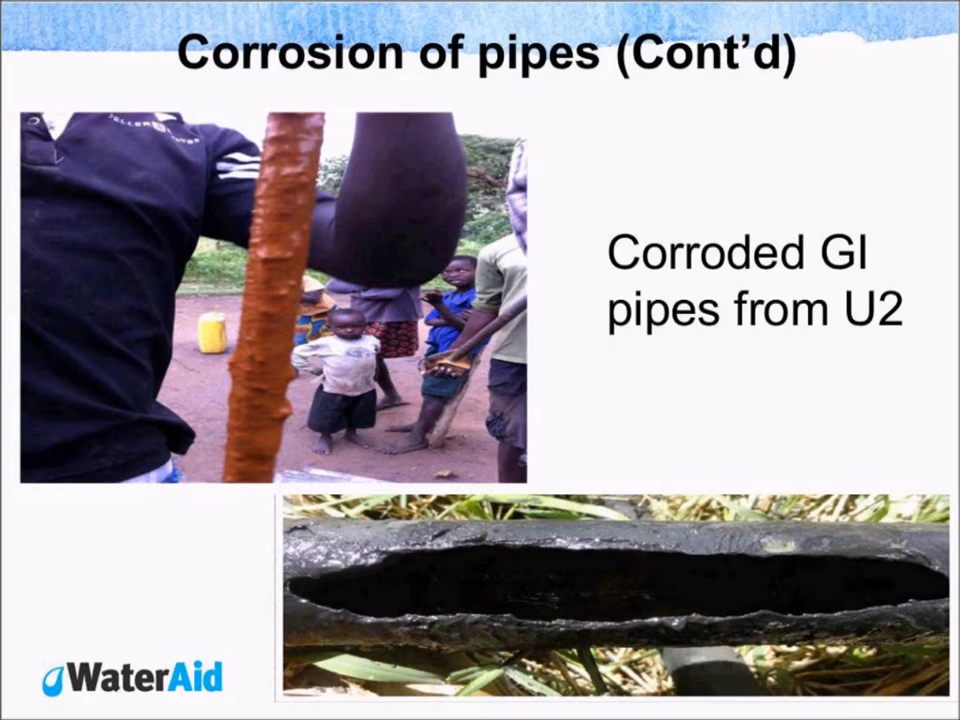 Corrosion of pipes (Cont’d)
Corroded GI
pipes from U2
WaterAid